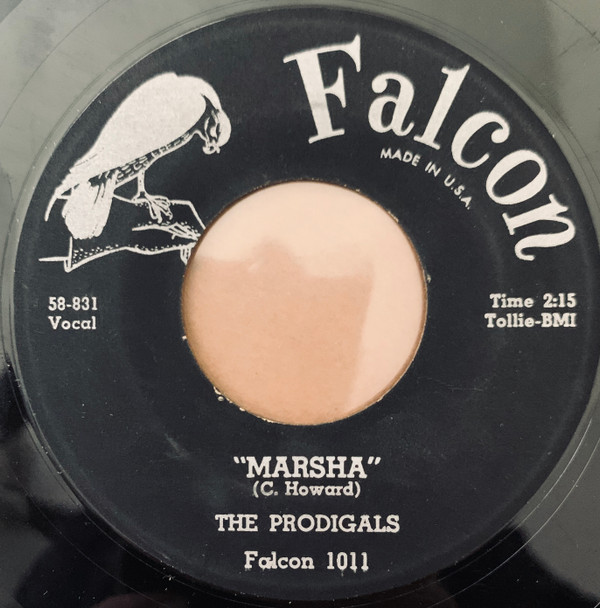 Falcon
MADE IN U.S.A.
58-831
Vocal
Time 2:15
Tollie-BMI
"MARSHA"
(C. Howard)
THE PRODIGALS
Falcon 1011